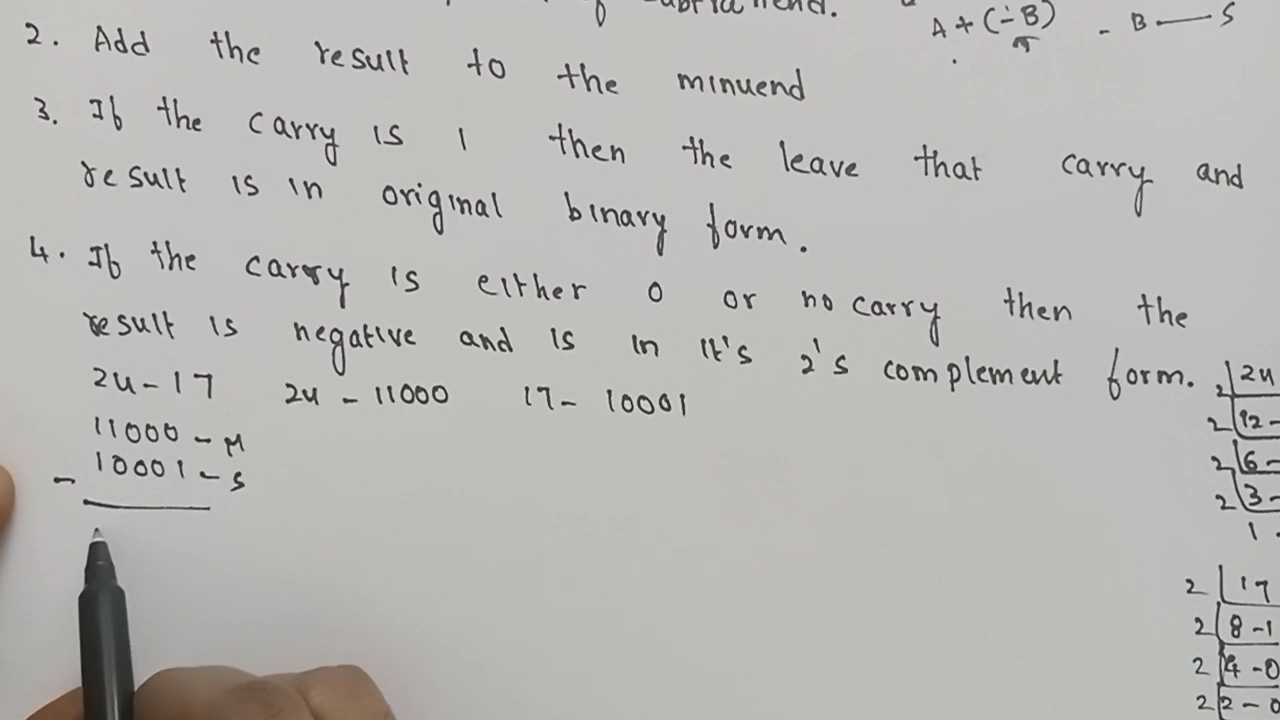 subtrahend.
A + (-B) - B — S
2. Add the result to the minuend
3. If the carry is 1 then the leave that carry and
result is in original binary form.
4. If the carry is either 0 or no carry then the
result is negative and is in it's 2's complement form.
24 - 17 24 - 11000 17 - 10001
11000 - M
- 10001 - S
2 24
2 12 -
2 6 -
2 3 -
1
2 17
2 8 - 1
2 4 - 0
2 2 - 0